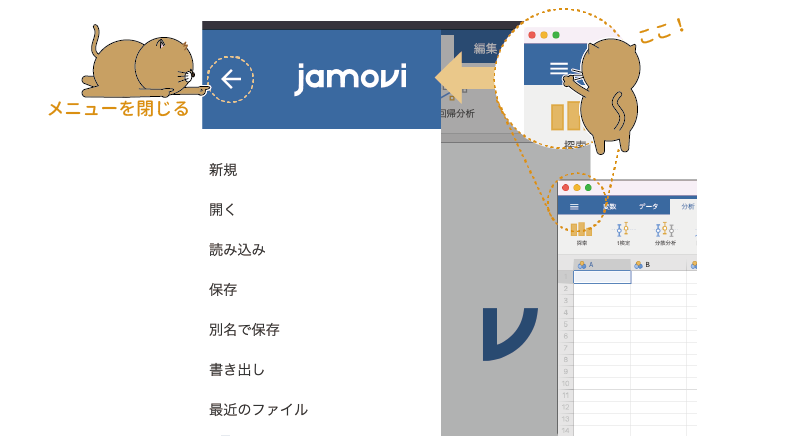 ここ！
jamovi
編集
回帰分析
探索
メニューを閉じる
新規
開く
読み込み
保存
別名で保存
書き出し
最近のファイル
変数 データ 分析
探索 t検定 分散分析
A B
1
2
3
4
5
6
7
8
9
10
11
12
13
14